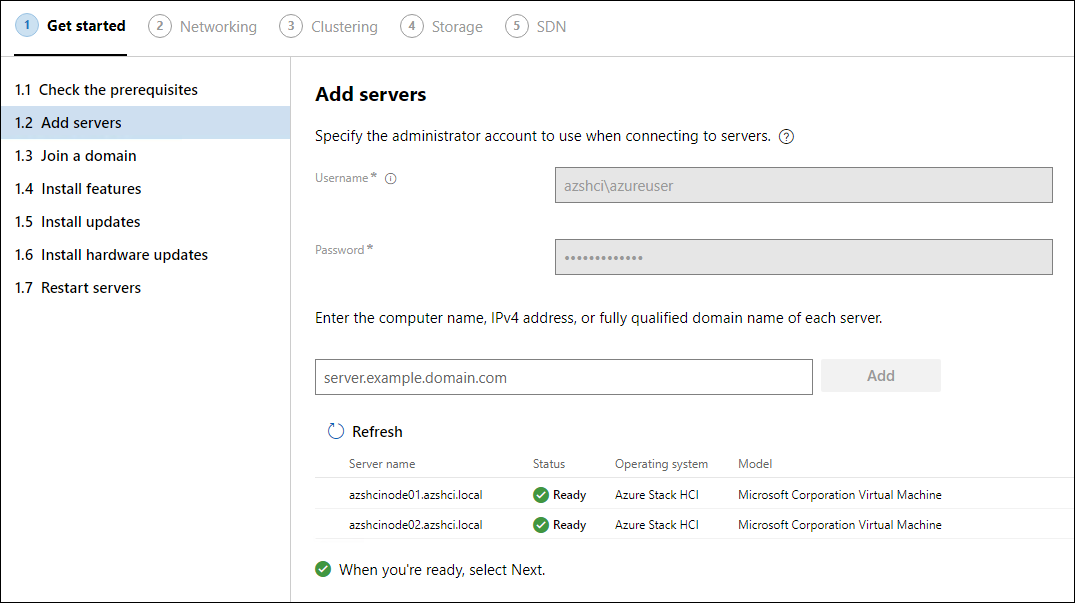 1 Get started 2 Networking 3 Clustering 4 Storage 5 SDN
1.1 Check the prerequisites
1.2 Add servers
1.3 Join a domain
1.4 Install features
1.5 Install updates
1.6 Install hardware updates
1.7 Restart servers
Add servers
Specify the administrator account to use when connecting to servers. ?
Username* i
azshci\azureuser
Password*
•••••••••••••
Enter the computer name, IPv4 address, or fully qualified domain name of each server.
server.example.domain.com Add
Refresh
Server name Status Operating system Model
azshcinode01.azshci.local Ready Azure Stack HCI Microsoft Corporation Virtual Machine
azshcinode02.azshci.local Ready Azure Stack HCI Microsoft Corporation Virtual Machine
When you're ready, select Next.